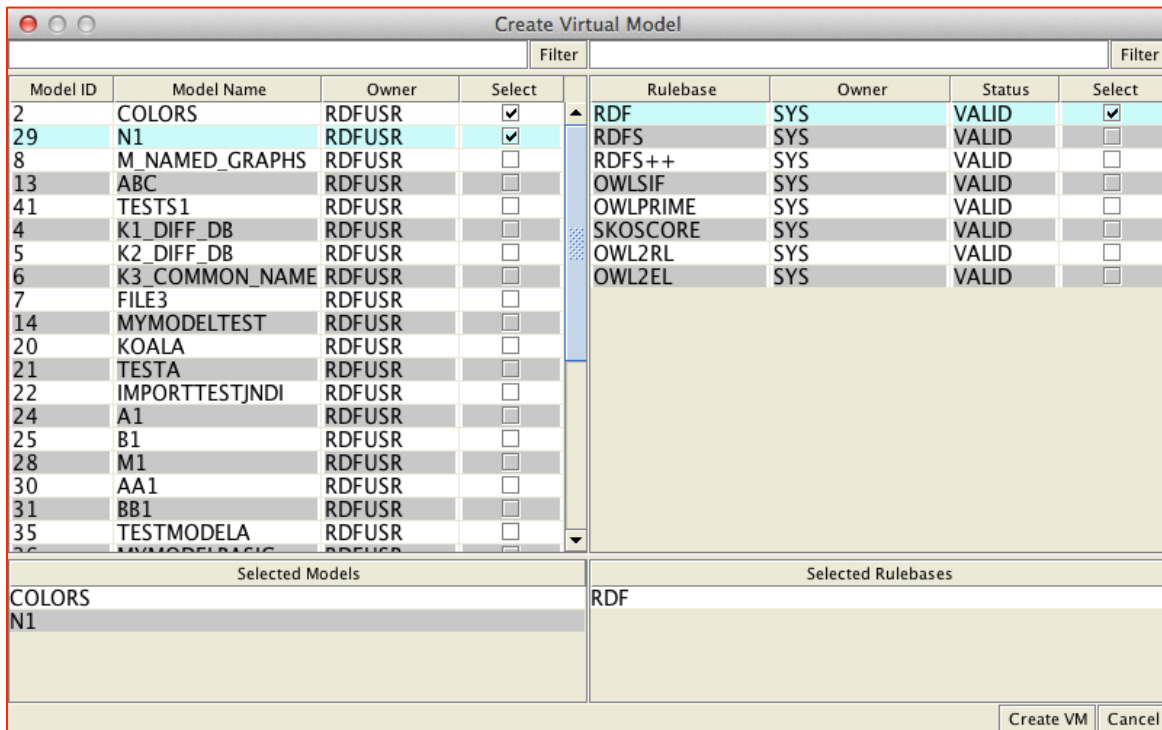 Create Virtual Model
Filter Filter
Model ID Model Name Owner Select Rulebase Owner Status Select
2 COLORS RDFUSR RDF SYS VALID
29 N1 RDFUSR RDFS SYS VALID
8 M_NAMED_GRAPHS RDFUSR RDFS++ SYS VALID
13 ABC RDFUSR OWLSIF SYS VALID
41 TESTS1 RDFUSR OWLPRIME SYS VALID
4 K1_DIFF_DB RDFUSR SKOSCORE SYS VALID
5 K2_DIFF_DB RDFUSR OWL2RL SYS VALID
6 K3_COMMON_NAME RDFUSR OWL2EL SYS VALID
7 FILE3 RDFUSR
14 MYMODELTEST RDFUSR
20 KOALA RDFUSR
21 TESTA RDFUSR
22 IMPORTTESTJNDI RDFUSR
24 A1 RDFUSR
25 B1 RDFUSR
28 M1 RDFUSR
30 AA1 RDFUSR
31 BB1 RDFUSR
35 TESTMODELA RDFUSR
Selected Models Selected Rulebases
COLORS RDF
N1
Create VM Cancel